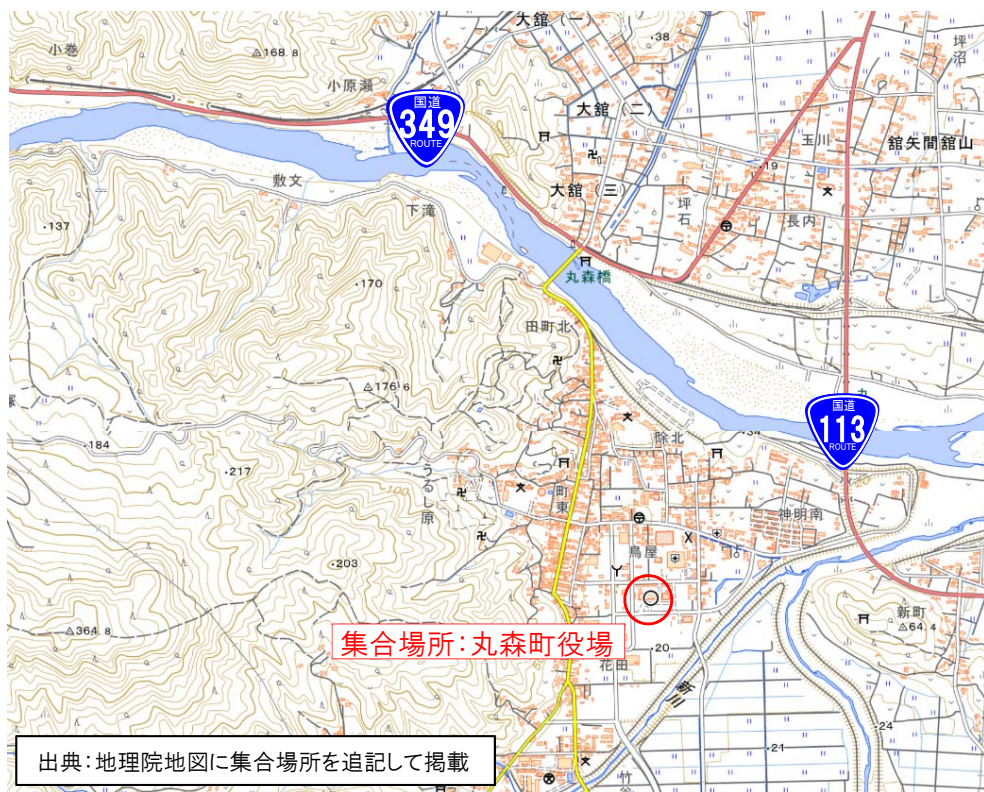 大舘(一)
小巻
168.8
38
坪沼
小原瀬
国道
349
ROUTE
大舘(二)
玉川
舘矢間舘山
19
敷文
大舘(三)
坪石
長内
下滝
137
170
丸森橋
田町北
176.6
国道
113
ROUTE
除北
184
217
うるし原
町東
神明南
鳥屋
203
新町
64.4
364.8
集合場所:丸森町役場
20
花田
新川
24
21
竹
出典:地理院地図に集合場所を追記して掲載